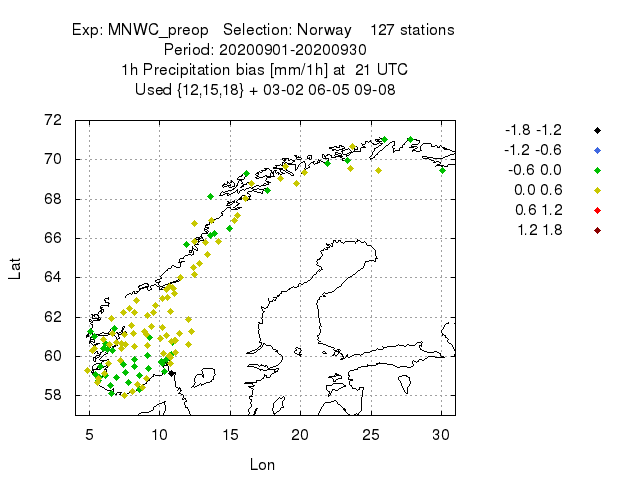 Exp: MNWC_preop   Selection: Norway    127 stations
Period: 20200901-20200930
1h Precipitation bias [mm/1h] at  21 UTC
Used {12,15,18} + 03-02 06-05 09-08
72
70
68
66
64
62
60
58
Lat
5 10 15 20 25 30
Lon
-1.8 -1.2
-1.2 -0.6
-0.6 0.0
0.0 0.6
0.6 1.2
1.2 1.8